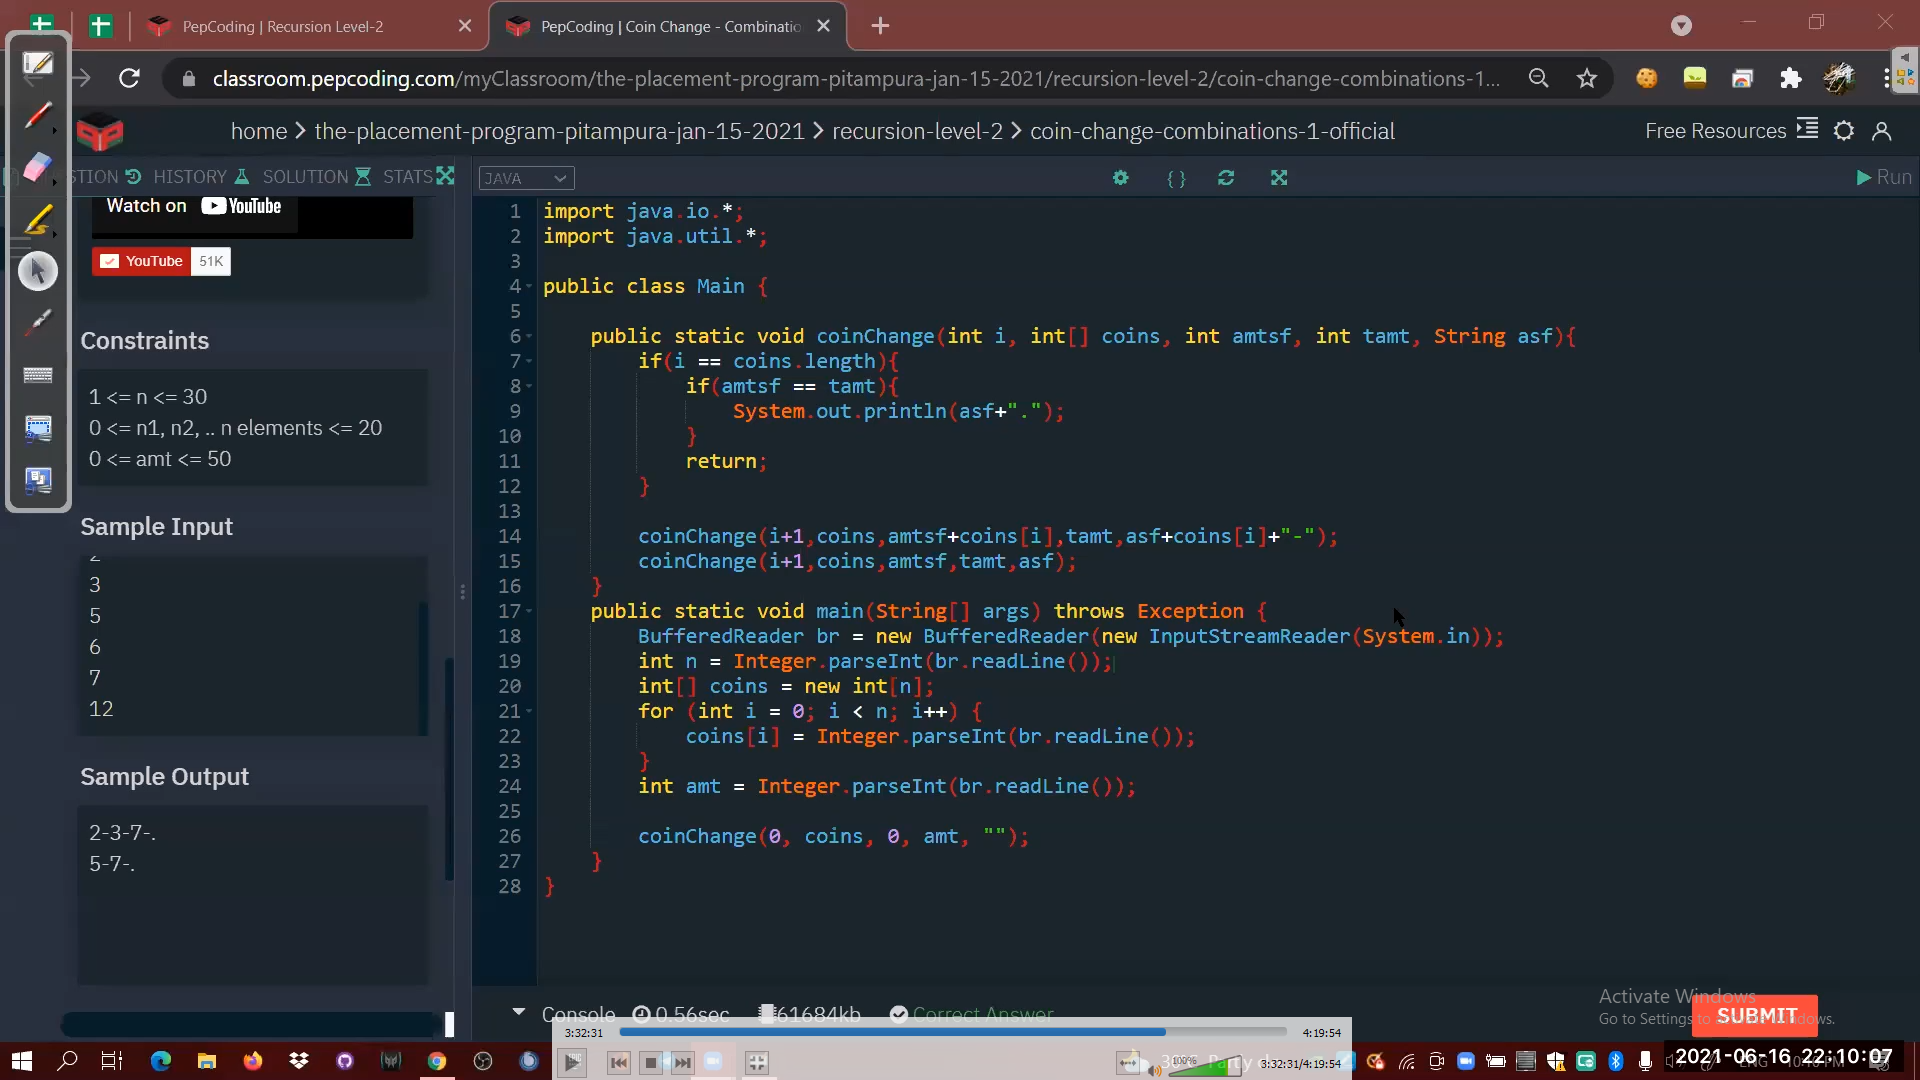 PepCoding | Recursion Level-2
PepCoding | Coin Change - Combinatio
classroom.pepcoding.com/myClassroom/the-placement-program-pitampura-jan-15-2021/recursion-level-2/coin-change-combinations-1...
home > the-placement-program-pitampura-jan-15-2021 > recursion-level-2 > coin-change-combinations-1-official
Free Resources
STION HISTORY SOLUTION STATS
JAVA
{ }
Run
Watch on YouTube
YouTube 51K
Constraints
1 <= n <= 30
0 <= n1, n2, .. n elements <= 20
0 <= amt <= 50
Sample Input
2
3
5
6
7
12
Sample Output
2-3-7-.
5-7-.
1 import java.io.*;
2 import java.util.*;
3
4 public class Main {
5
6 public static void coinChange(int i, int[] coins, int amtsf, int tamt, String asf){
7 if(i == coins.length){
8 if(amtsf == tamt){
9 System.out.println(asf+".");
10 }
11 return;
12 }
13
14 coinChange(i+1,coins,amtsf+coins[i],tamt,asf+coins[i]+"-");
15 coinChange(i+1,coins,amtsf,tamt,asf);
16 }
17 public static void main(String[] args) throws Exception {
18 BufferedReader br = new BufferedReader(new InputStreamReader(System.in));
19 int n = Integer.parseInt(br.readLine());
20 int[] coins = new int[n];
21 for (int i = 0; i < n; i++) {
22 coins[i] = Integer.parseInt(br.readLine());
23 }
24 int amt = Integer.parseInt(br.readLine());
25
26 coinChange(0, coins, 0, amt, "");
27 }
28 }
Console 0.56sec 61684kb Correct Answer
Activate Windows
Go to Settings to activate Windows.
SUBMIT
3:32:31 4:19:54
100%
3:32:31/4:19:54
2021-06-16 22:10:07